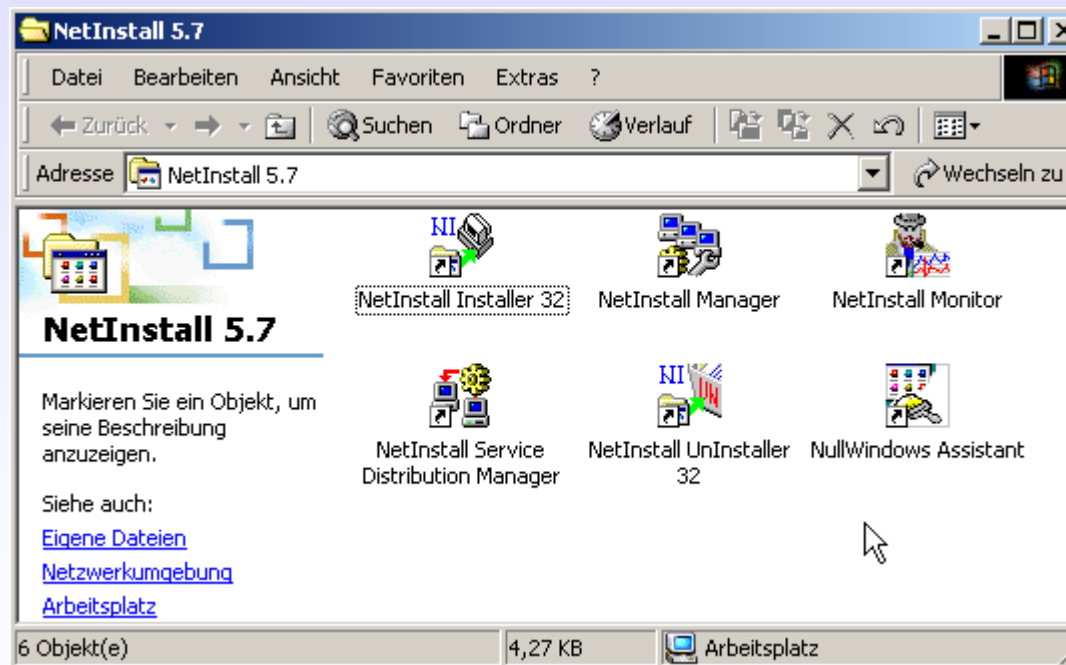 NetInstall 5.7
Datei Bearbeiten Ansicht Favoriten Extras ?
Zurück Suchen Ordner Verlauf
Adresse NetInstall 5.7 Wechseln zu
NetInstall 5.7
Markieren Sie ein Objekt, um
seine Beschreibung
anzuzeigen.
Siehe auch:
Eigene Dateien
Netzwerkumgebung
Arbeitsplatz
NI
NetInstall Installer 32
NetInstall Manager
NetInstall Monitor
NetInstall Service
Distribution Manager
NI
UN
NetInstall UnInstaller
32
NullWindows Assistant
6 Objekt(e) 4,27 KB Arbeitsplatz